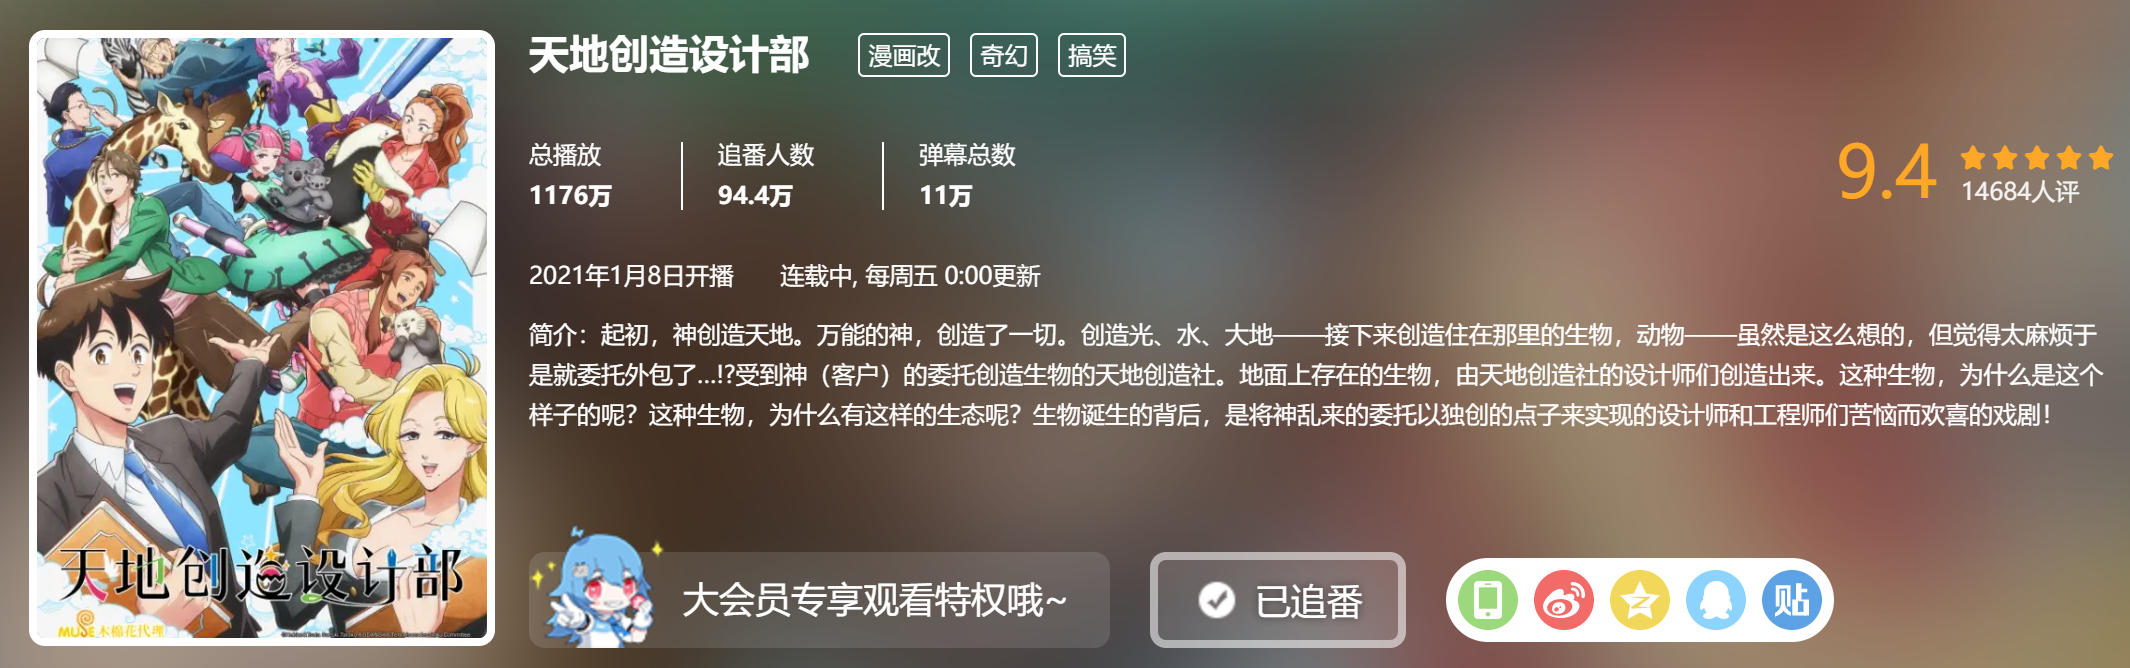 天地创造设计部
漫画改
奇幻
搞笑
总播放
1176万
追番人数
94.4万
弹幕总数
11万
9.4
14684人评
2021年1月8日开播
连载中, 每周五 0:00更新
简介：起初，神创造天地。万能的神，创造了一切。创造光、水、大地——接下来创造住在那里的生物，动物——虽然是这么想的，但觉得太麻烦于
是就委托外包了...!?受到神（客户）的委托创造生物的天地创造社。地面上存在的生物，由天地创造社的设计师们创造出来。这种生物，为什么是这个
样子的呢？这种生物，为什么有这样的生态呢？生物诞生的背后，是将神乱来的委托以独创的点子来实现的设计师和工程师们苦恼而欢喜的戏剧！
天地创造设计部
MUSE木棉花代理
大会员专享观看特权哦~
已追番
贴